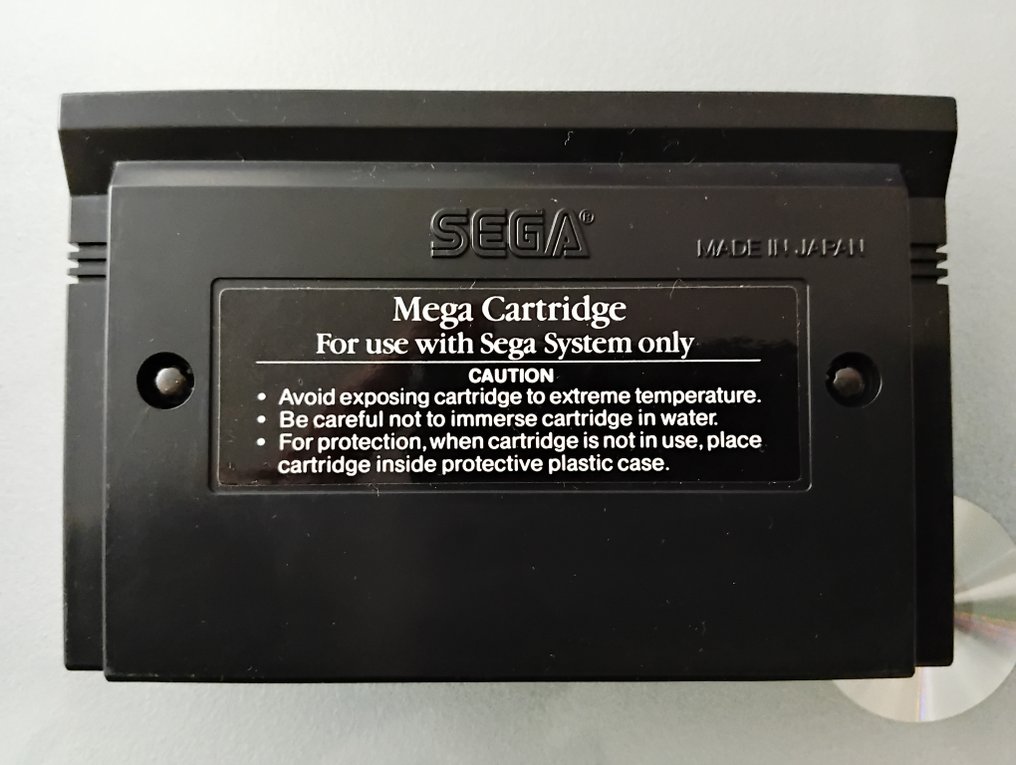 SEGA®
MADE IN JAPAN
Mega Cartridge
For use with Sega System only
CAUTION
• Avoid exposing cartridge to extreme temperature.
• Be careful not to immerse cartridge in water.
• For protection, when cartridge is not in use, place
cartridge inside protective plastic case.